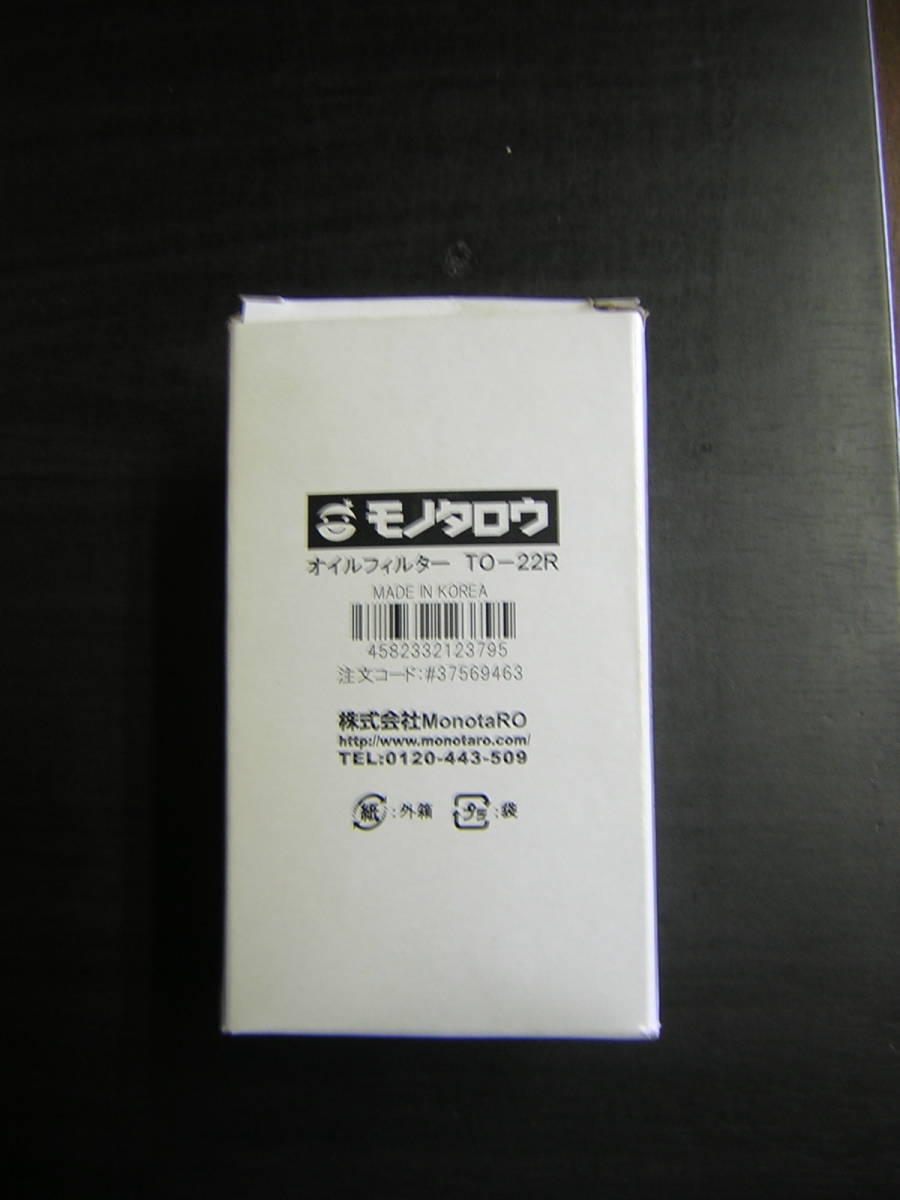 モノタロウ
オイルフィルター TO-22R
MADE IN KOREA
4582332123795
注文コード:#37569463
株式会社MonotaRO
http://www.monotaro.com/
TEL:0120-443-509
紙:外箱 プラ:袋